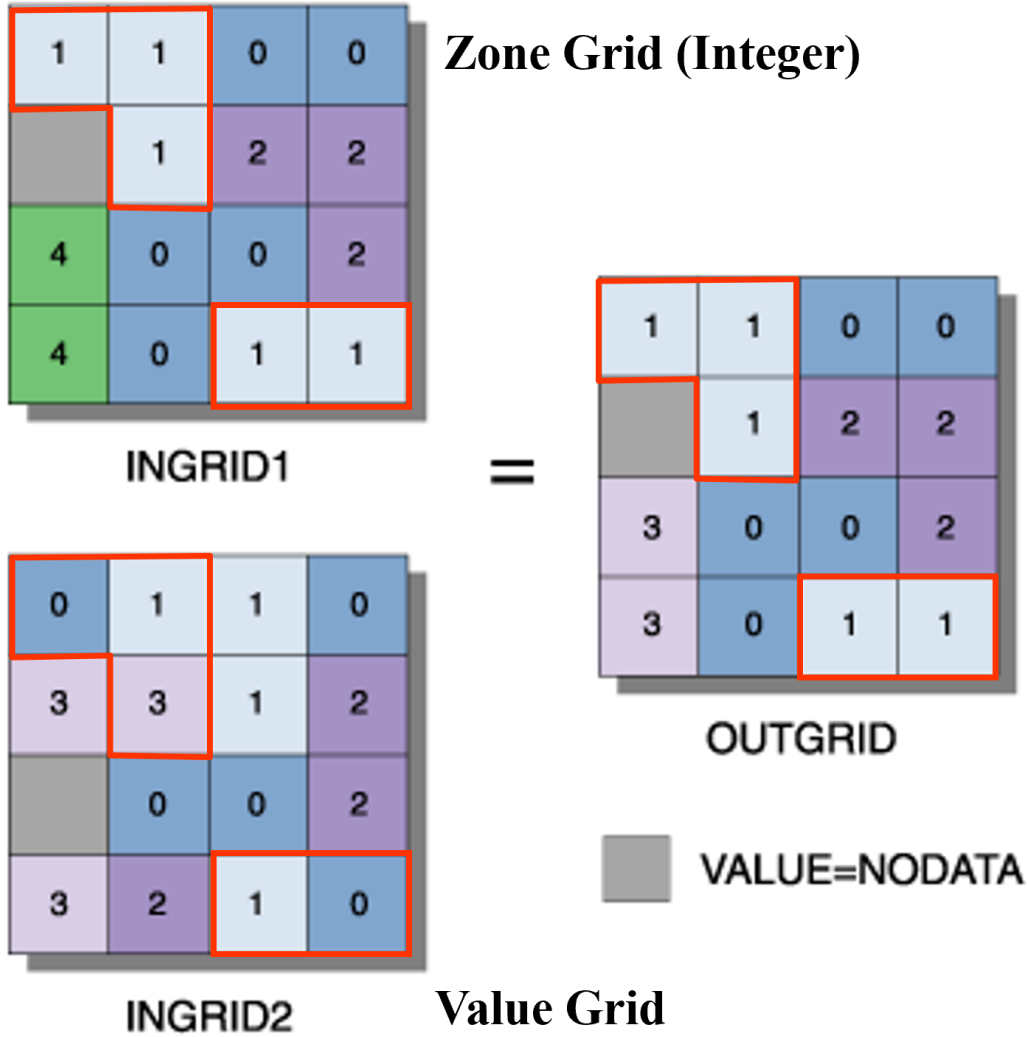 1 1 0 0
Zone Grid (Integer)
1 2 2
4 0 0 2
4 0 1 1
INGRID1
=
1 1 0 0
1 2 2
3 0 0 2
3 0 1 1
OUTGRID
VALUE=NODATA
0 1 1 0
3 3 1 2
0 0 2
3 2 1 0
INGRID2
Value Grid